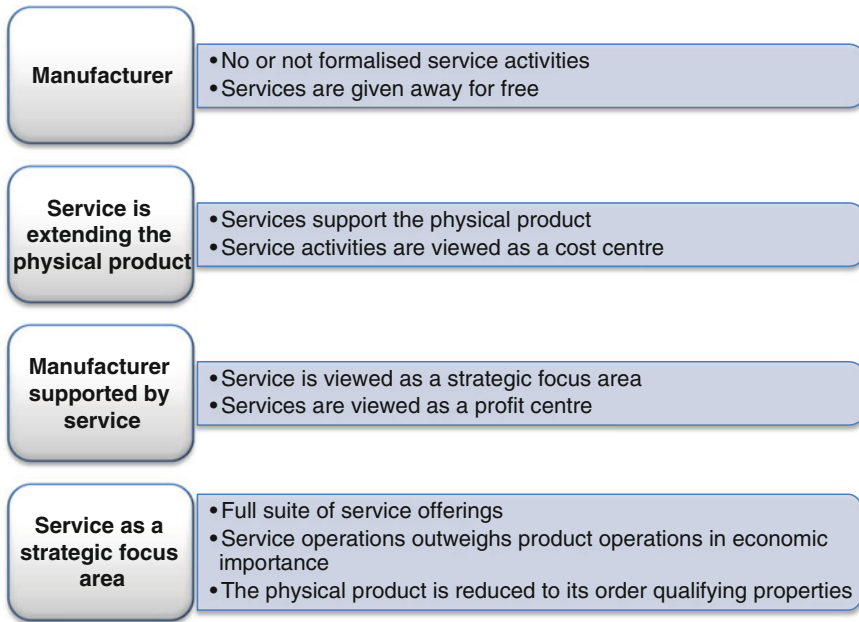 Manufacturer
•No or not formalised service activities
•Services are given away for free
Service is
extending the
physical product
•Services support the physical product
•Service activities are viewed as a cost centre
Manufacturer
supported by
service
•Service is viewed as a strategic focus area
•Services are viewed as a profit centre
Service as a
strategic focus
area
•Full suite of service offerings
•Service operations outweighs product operations in economic
importance
•The physical product is reduced to its order qualifying properties